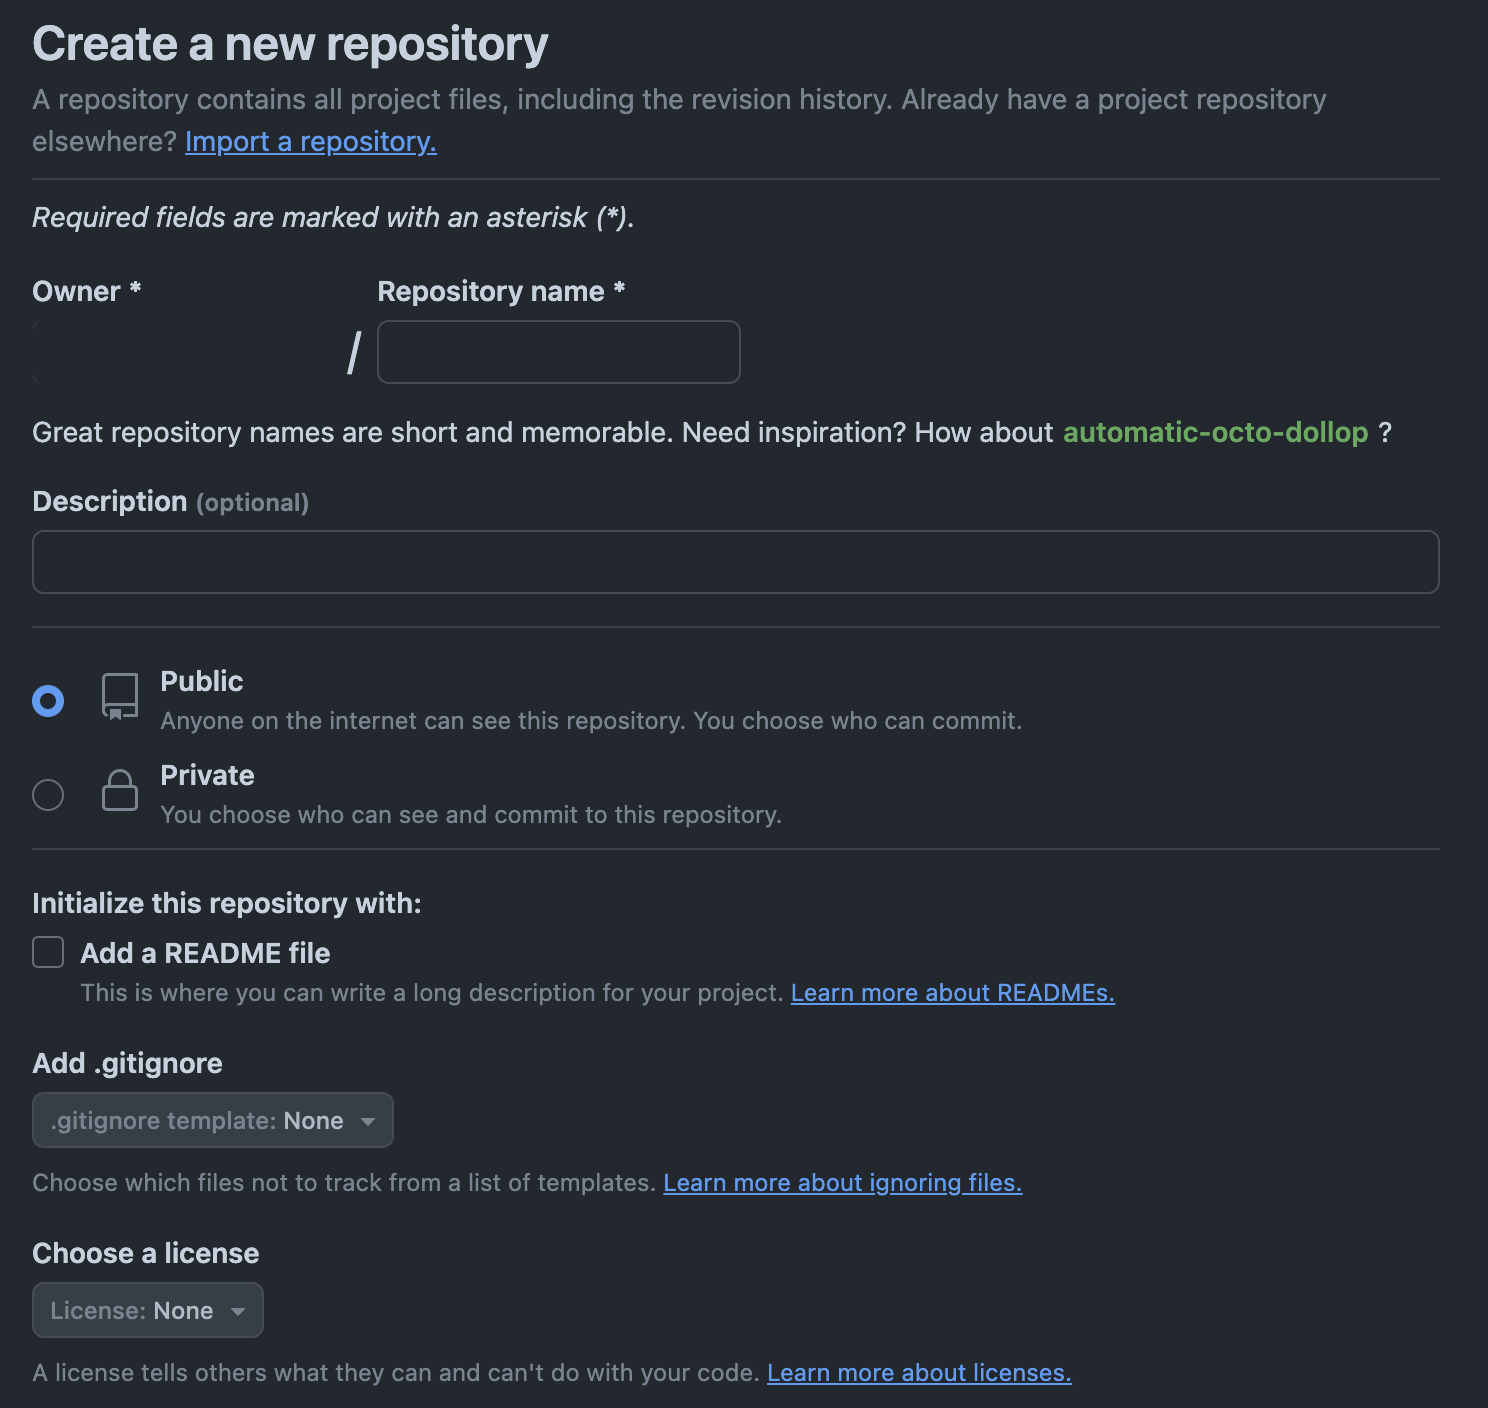 Create a new repository
A repository contains all project files, including the revision history. Already have a project repository
elsewhere? Import a repository.
Required fields are marked with an asterisk (*).
Owner * Repository name *
/
Great repository names are short and memorable. Need inspiration? How about automatic-octo-dollop ?
Description (optional)
Public
Anyone on the internet can see this repository. You choose who can commit.
Private
You choose who can see and commit to this repository.
Initialize this repository with:
Add a README file
This is where you can write a long description for your project. Learn more about READMEs.
Add .gitignore
.gitignore template: None
Choose which files not to track from a list of templates. Learn more about ignoring files.
Choose a license
License: None
A license tells others what they can and can't do with your code. Learn more about licenses.